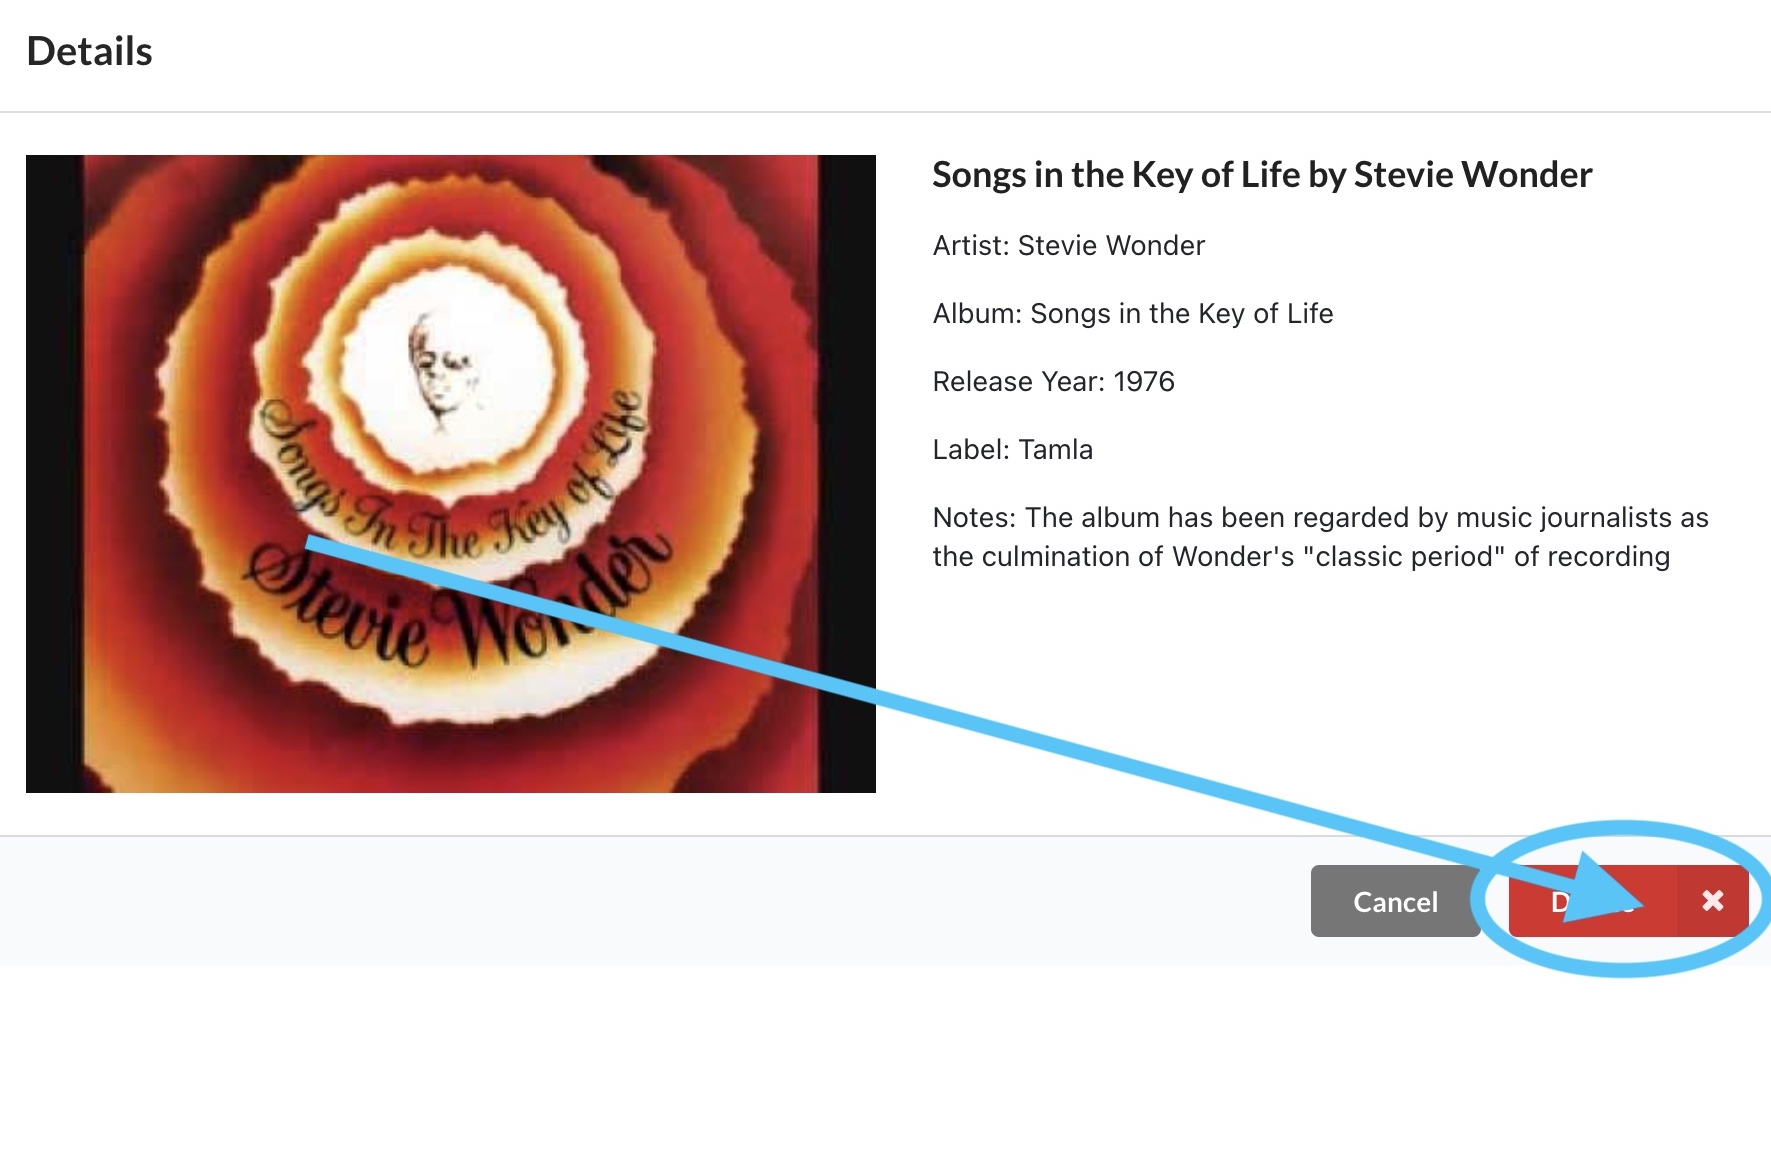 Details
Songs In The Key of Life
Stevie Wonder
Songs in the Key of Life by Stevie Wonder
Artist: Stevie Wonder
Album: Songs in the Key of Life
Release Year: 1976
Label: Tamla
Notes: The album has been regarded by music journalists as
the culmination of Wonder's "classic period" of recording
Cancel